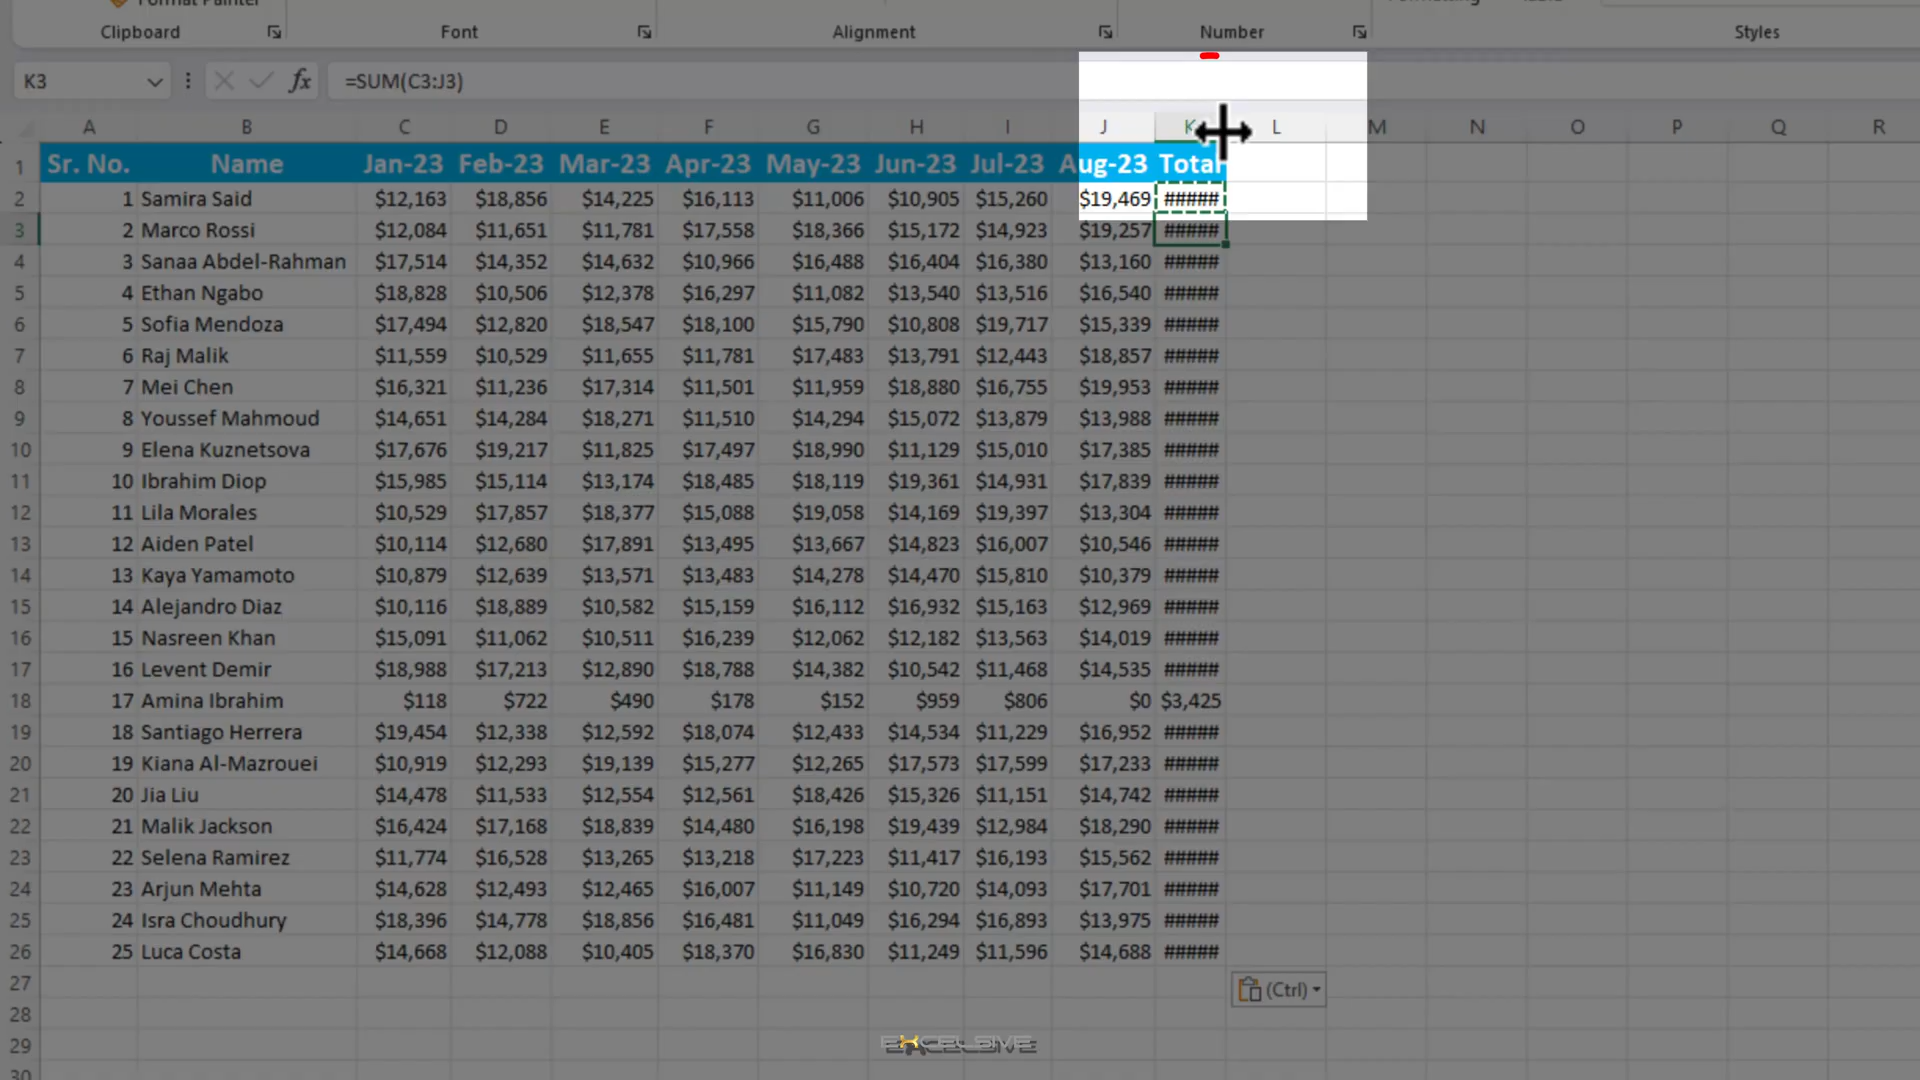 Format Painter
Clipboard Font Alignment Number Styles
K3 fx =SUM(C3:J3)
A B C D E F G H I J K L M N O P Q R
1 Sr. No. Name Jan-23 Feb-23 Mar-23 Apr-23 May-23 Jun-23 Jul-23 Aug-23 Total
2 1 Samira Said $12,163 $18,856 $14,225 $16,113 $11,006 $10,905 $15,260 $19,469 #####
3 2 Marco Rossi $12,084 $11,651 $11,781 $17,558 $18,366 $15,172 $14,923 $19,257 #####
4 3 Sanaa Abdel-Rahman $17,514 $14,352 $14,632 $10,966 $16,488 $16,404 $16,380 $13,160 #####
5 4 Ethan Ngabo $18,828 $10,506 $12,378 $16,297 $11,082 $13,540 $13,516 $16,540 #####
6 5 Sofia Mendoza $17,494 $12,820 $18,547 $18,100 $15,790 $10,808 $19,717 $15,339 #####
7 6 Raj Malik $11,559 $10,529 $11,655 $11,781 $17,483 $13,791 $12,443 $18,857 #####
8 7 Mei Chen $16,321 $11,236 $17,314 $11,501 $11,959 $18,880 $16,755 $19,953 #####
9 8 Youssef Mahmoud $14,651 $14,284 $18,271 $11,510 $14,294 $15,072 $13,879 $13,988 #####
10 9 Elena Kuznetsova $17,676 $19,217 $11,825 $17,497 $18,990 $11,129 $15,010 $17,385 #####
11 10 Ibrahim Diop $15,985 $15,114 $13,174 $18,485 $18,119 $19,361 $14,931 $17,839 #####
12 11 Lila Morales $10,529 $17,857 $18,377 $15,088 $19,058 $14,169 $19,397 $13,304 #####
13 12 Aiden Patel $10,114 $12,680 $17,891 $13,495 $13,667 $14,823 $16,007 $10,546 #####
14 13 Kaya Yamamoto $10,879 $12,639 $13,571 $13,483 $14,278 $14,470 $15,810 $10,379 #####
15 14 Alejandro Diaz $10,116 $18,889 $10,582 $15,159 $16,112 $16,932 $15,163 $12,969 #####
16 15 Nasreen Khan $15,091 $11,062 $10,511 $16,239 $12,062 $12,182 $13,563 $14,019 #####
17 16 Levent Demir $18,988 $17,213 $12,890 $18,788 $14,382 $10,542 $11,468 $14,535 #####
18 17 Amina Ibrahim $118 $722 $490 $178 $152 $959 $806 $0 $3,425
19 18 Santiago Herrera $19,454 $12,338 $12,592 $18,074 $12,433 $14,534 $11,229 $16,952 #####
20 19 Kiana Al-Mazrouei $10,919 $12,293 $19,139 $15,277 $12,265 $17,573 $17,599 $17,233 #####
21 20 Jia Liu $14,478 $11,533 $12,554 $12,561 $18,426 $15,326 $11,151 $14,742 #####
22 21 Malik Jackson $16,424 $17,168 $18,839 $14,480 $16,198 $19,439 $12,984 $18,290 #####
23 22 Selena Ramirez $11,774 $16,528 $13,265 $13,218 $17,223 $11,417 $16,193 $15,562 #####
24 23 Arjun Mehta $14,628 $12,493 $12,465 $16,007 $11,149 $10,720 $14,093 $17,701 #####
25 24 Isra Choudhury $18,396 $14,778 $18,856 $16,481 $11,049 $16,294 $16,893 $13,975 #####
26 25 Luca Costa $14,668 $12,088 $10,405 $18,370 $16,830 $11,249 $11,596 $14,688 #####
27 (Ctrl)
28
29 EXCELSIVE
30